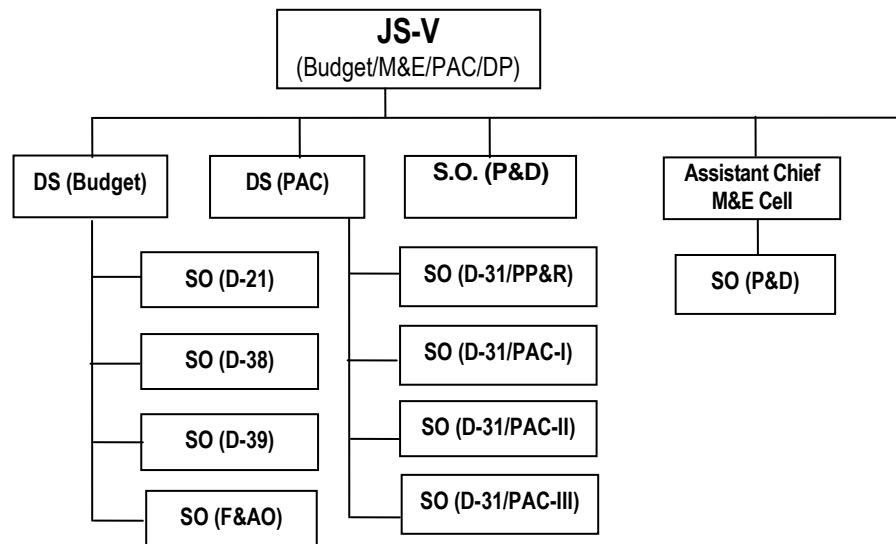 JS-V
(Budget/M&E/PAC/DP)
DS (Budget)
DS (PAC)
S.O. (P&D)
Assistant Chief
M&E Cell
SO (D-21)
SO (D-31/PP&R)
SO (P&D)
SO (D-38)
SO (D-31/PAC-I)
SO (D-39)
SO (D-31/PAC-II)
SO (F&AO)
SO (D-31/PAC-III)